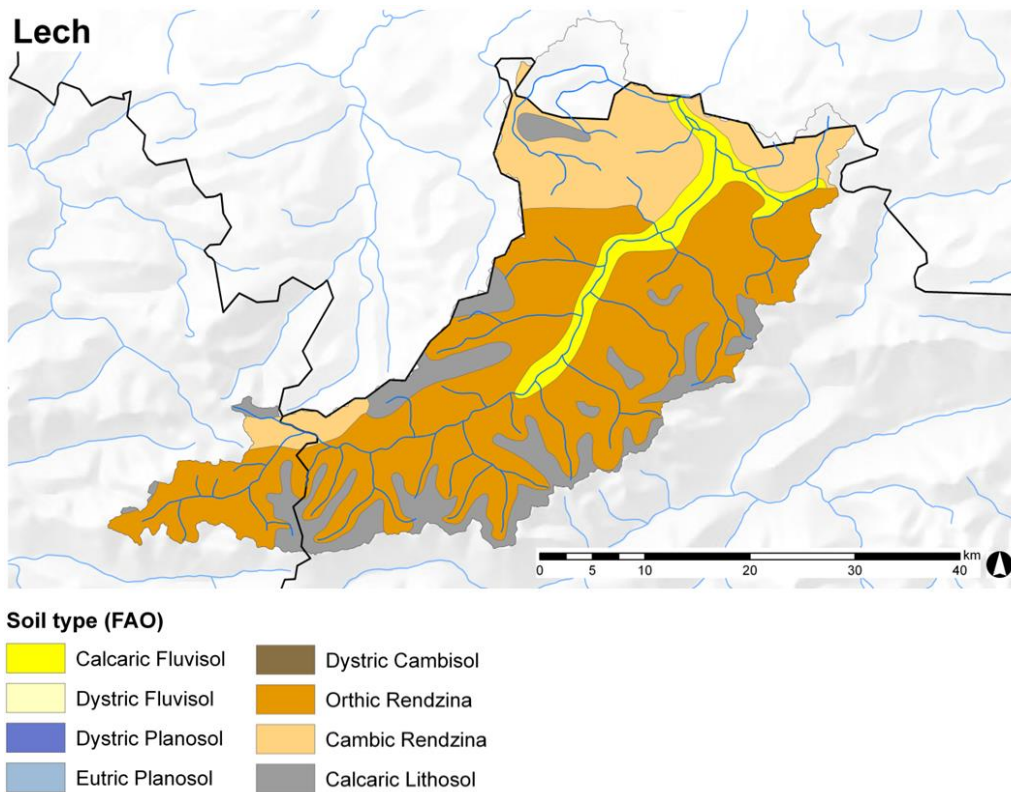 Lech
km
0 5 10 20 30 40
Soil type (FAO)
Calcaric Fluvisol
Dystric Fluvisol
Dystric Planosol
Eutric Planosol
Dystric Cambisol
Orthic Rendzina
Cambic Rendzina
Calcaric Lithosol